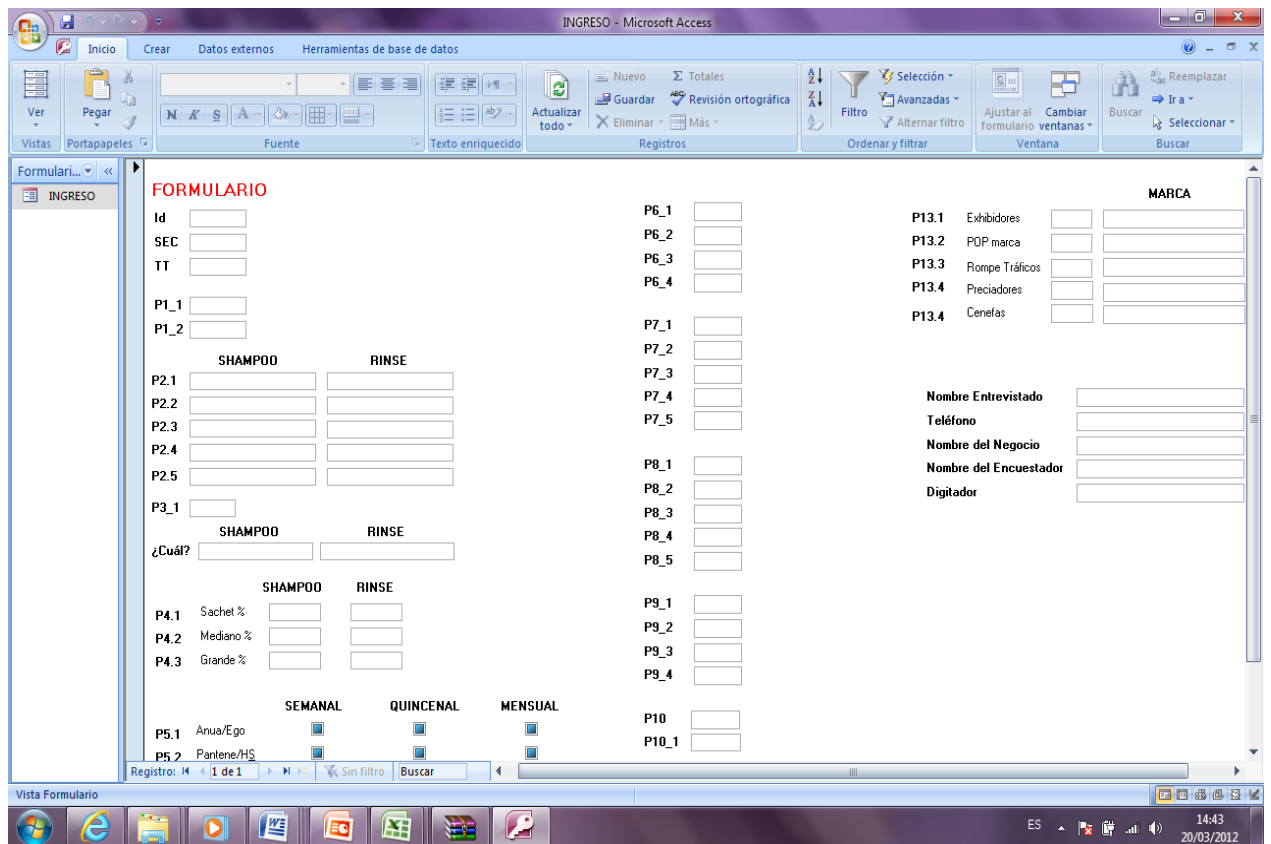 INGRESO - Microsoft Access
Inicio Crear Datos externos Herramientas de base de datos
Ver
Vistas
Pegar
Portapapeles
N K S A
Fuente
ab
Texto enriquecido
Actualizar todo
Nuevo Σ Totales
Guardar ABC Revisión ortográfica
Eliminar Más
Registros
Filtro
Selección
Avanzadas
Alternar filtro
Ordenar y filtrar
Ajustar al formulario
Cambiar ventanas
Ventana
Buscar
Reemplazar
Ir a
Seleccionar
Buscar
Formulari...
INGRESO
FORMULARIO
Id
SEC
TT
P1_1
P1_2
SHAMPOO RINSE
P2.1
P2.2
P2.3
P2.4
P2.5
P3_1
SHAMPOO RINSE
¿Cuál?
SHAMPOO RINSE
P4.1 Sachet %
P4.2 Mediano %
P4.3 Grande %
SEMANAL QUINCENAL MENSUAL
P5.1 Anua/Ego
P5.2 Pantene/HS
P6_1
P6_2
P6_3
P6_4
P7_1
P7_2
P7_3
P7_4
P7_5
P8_1
P8_2
P8_3
P8_4
P8_5
P9_1
P9_2
P9_3
P9_4
P10
P10_1
MARCA
P13.1 Exhibidores
P13.2 POP marca
P13.3 Rompe Tráficos
P13.4 Preciadores
P13.4 Cenefas
Nombre Entrevistado
Teléfono
Nombre del Negocio
Nombre del Encuestador
Digitador
Registro: 1 de 1 Sin filtro Buscar
Vista Formulario
ES 14:43
20/03/2012